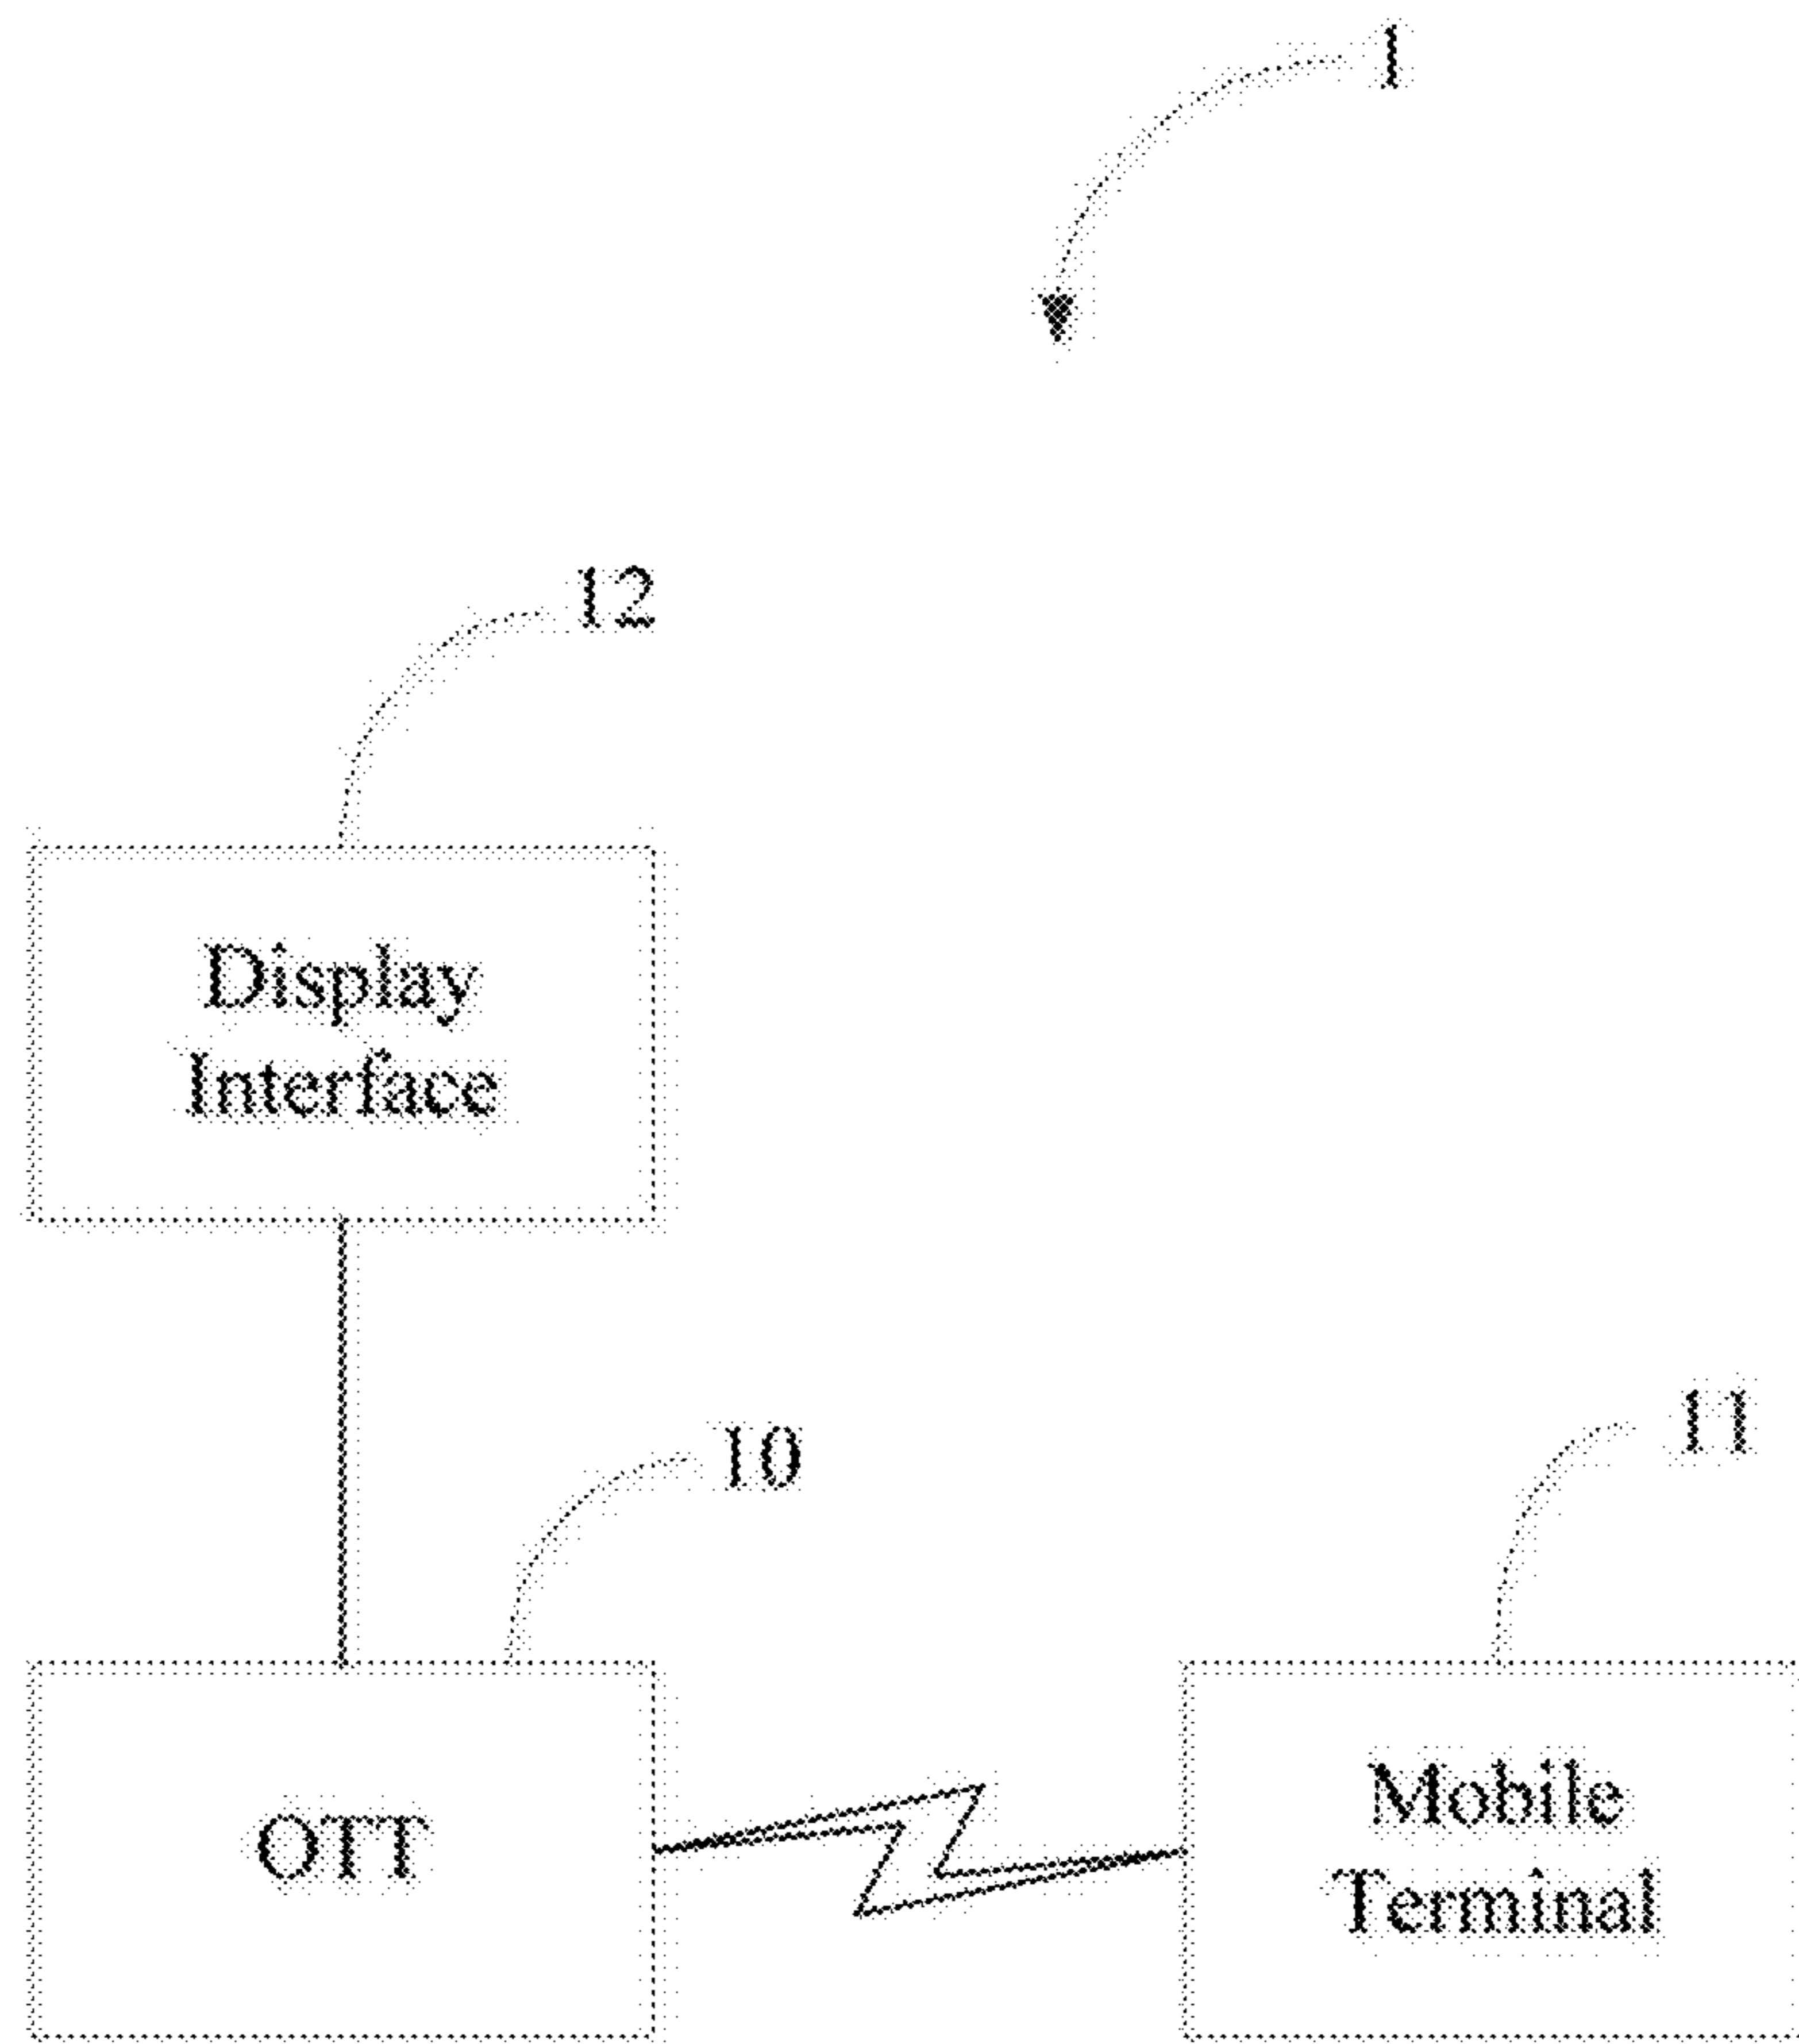 1
12
Display
Interface
10
11
OTT
Mobile
Terminal